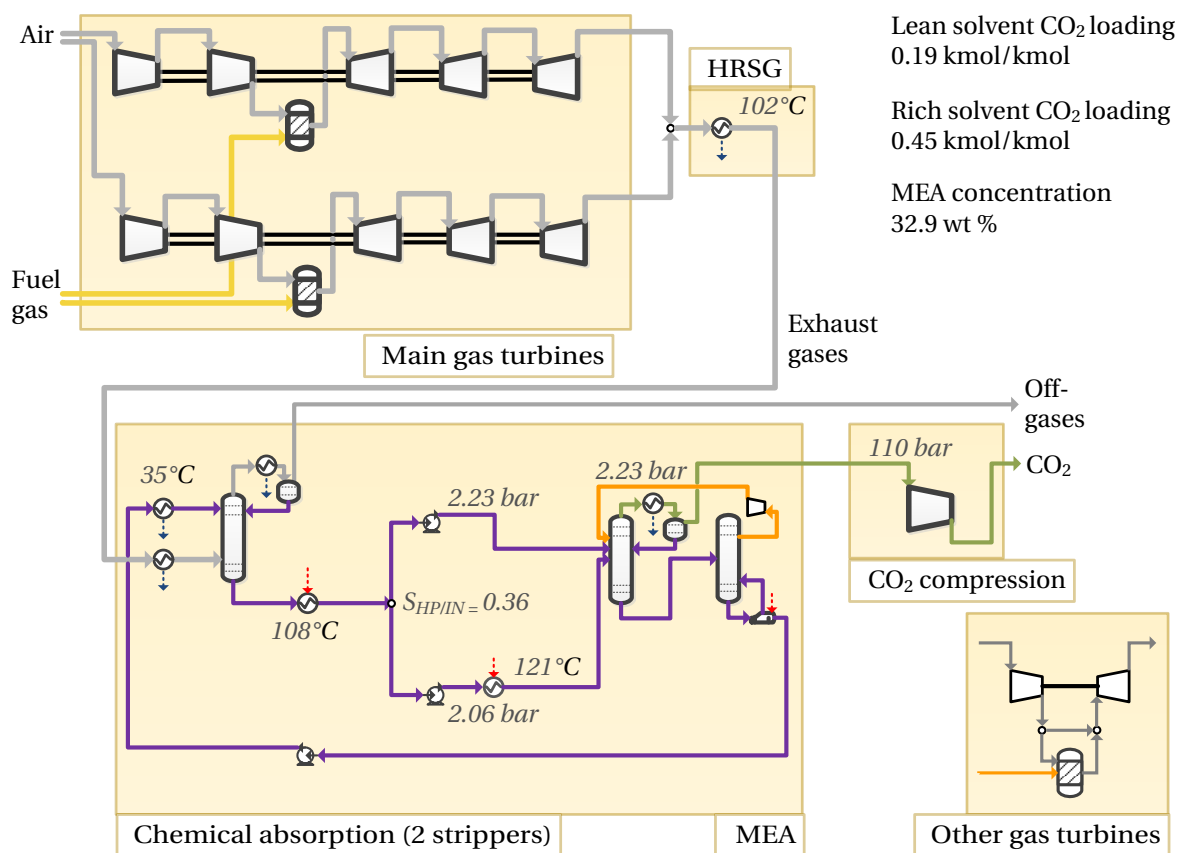 Air
Lean solvent CO₂ loading
0.19 kmol/kmol
HRSG
102°C
Rich solvent CO₂ loading
0.45 kmol/kmol
MEA concentration
32.9 wt %
Fuel
gas
Main gas turbines
Exhaust
gases
Off-
gases
35°C
2.23 bar
2.23 bar
110 bar
CO₂
S_HP/IN = 0.36
108°C
CO₂ compression
121°C
2.06 bar
Chemical absorption (2 strippers)
MEA
Other gas turbines